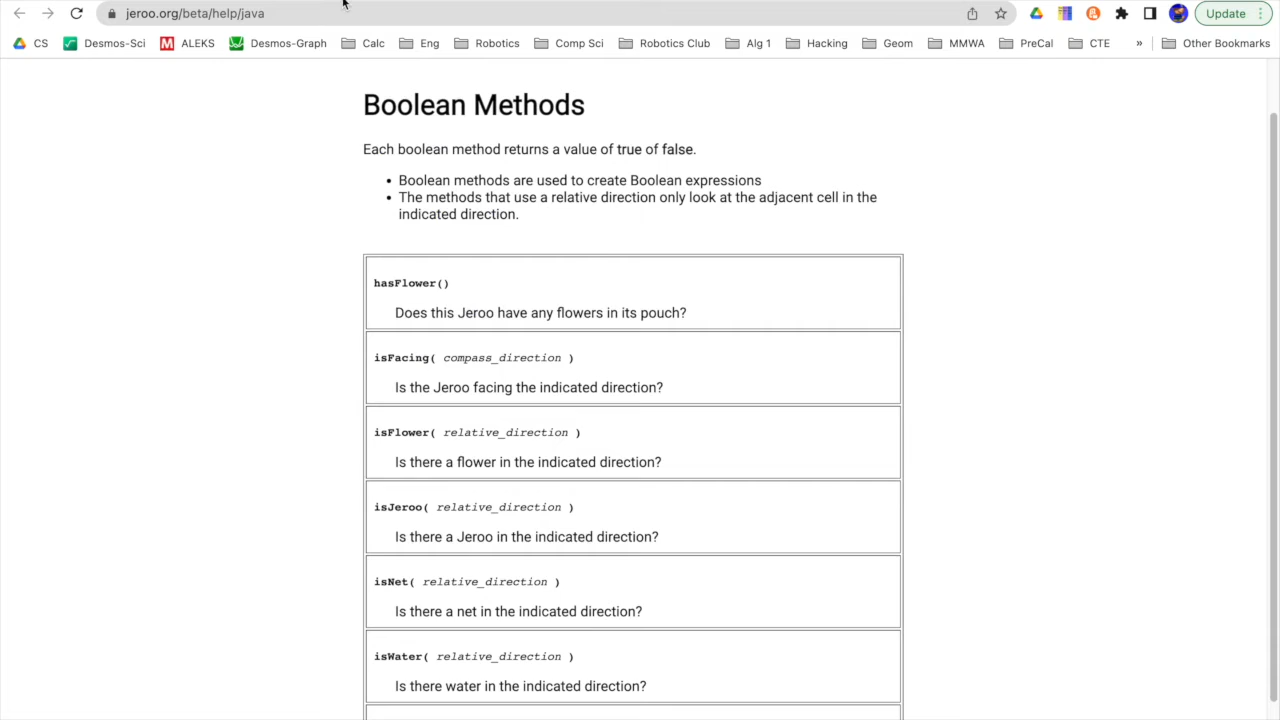 jeroo.org/beta/help/java
Update
CS Desmos-Sci ALEKS Desmos-Graph Calc Eng Robotics Comp Sci Robotics Club Alg 1 Hacking Geom MMWA PreCal CTE » Other Bookmarks
Boolean Methods
Each boolean method returns a value of true of false.
• Boolean methods are used to create Boolean expressions
• The methods that use a relative direction only look at the adjacent cell in the
indicated direction.
hasFlower()
Does this Jeroo have any flowers in its pouch?
isFacing( compass_direction )
Is the Jeroo facing the indicated direction?
isFlower( relative_direction )
Is there a flower in the indicated direction?
isJeroo( relative_direction )
Is there a Jeroo in the indicated direction?
isNet( relative_direction )
Is there a net in the indicated direction?
isWater( relative_direction )
Is there water in the indicated direction?